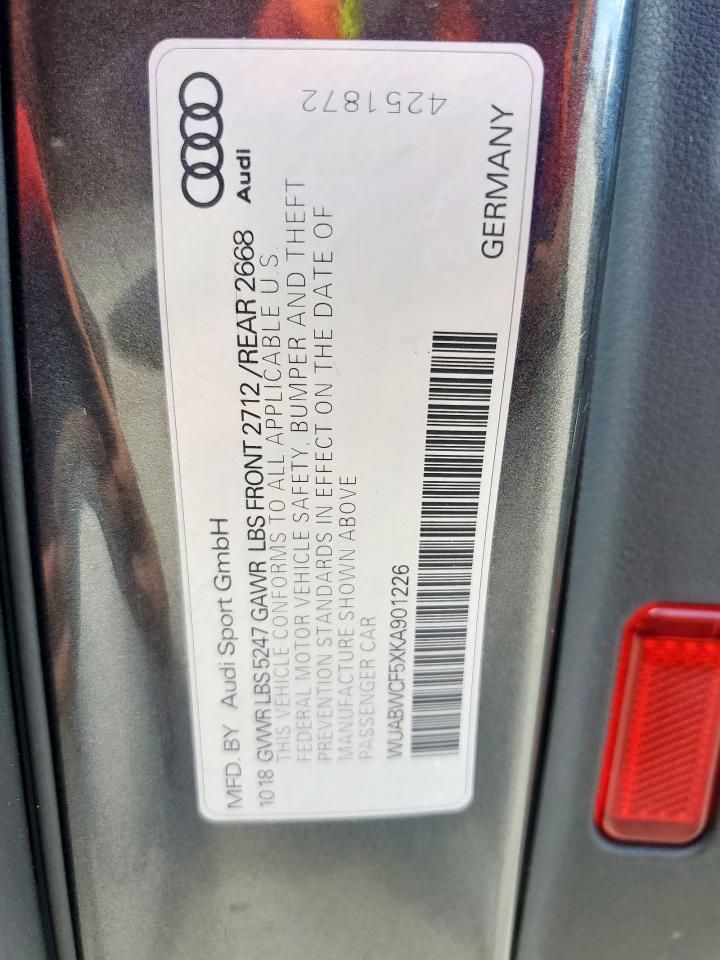 MFD. BY Audi Sport GmbH
Audi
1018 GVWR LBS 5247 GAWR LBS FRONT 2712 / REAR 2668
THIS VEHICLE CONFORMS TO ALL APPLICABLE U.S.
FEDERAL MOTOR VEHICLE SAFETY, BUMPER AND THEFT
PREVENTION STANDARDS IN EFFECT ON THE DATE OF
MANUFACTURE SHOWN ABOVE
PASSENGER CAR
4251872
WUABWCF5XKA901226
GERMANY